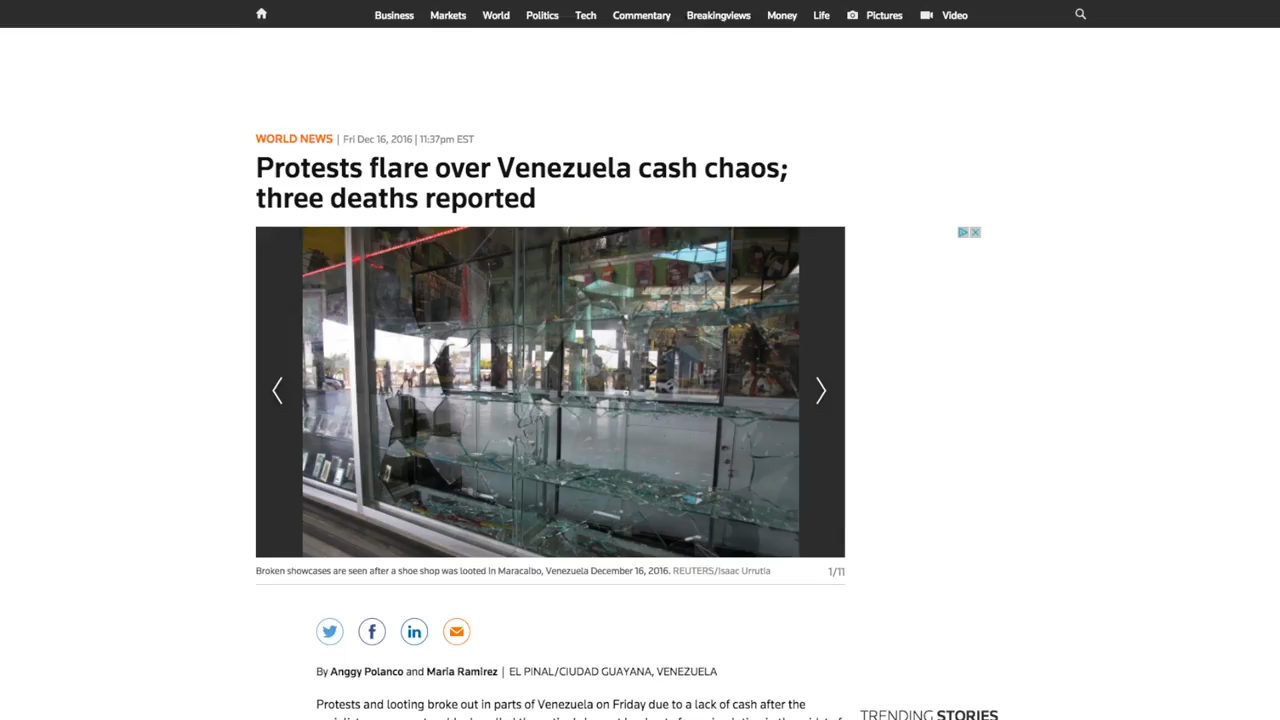 Business Markets World Politics Tech Commentary Breakingviews Money Life Pictures Video
WORLD NEWS | Fri Dec 16, 2016 | 11:37pm EST
Protests flare over Venezuela cash chaos;
three deaths reported
Broken showcases are seen after a shoe shop was looted in Maracaibo, Venezuela December 16, 2016. REUTERS/Isaac Urrutia 1/11
By Anggy Polanco and Maria Ramirez | EL PINAL/CIUDAD GUAYANA, VENEZUELA
Protests and looting broke out in parts of Venezuela on Friday due to a lack of cash after the
TRENDING STORIES